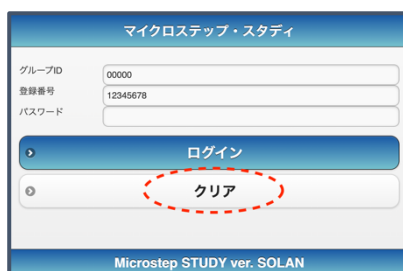 マイクロステップ・スタディ
グループID
00000
登録番号
12345678
パスワード
ログイン
クリア
Microstep STUDY ver. SOLAN